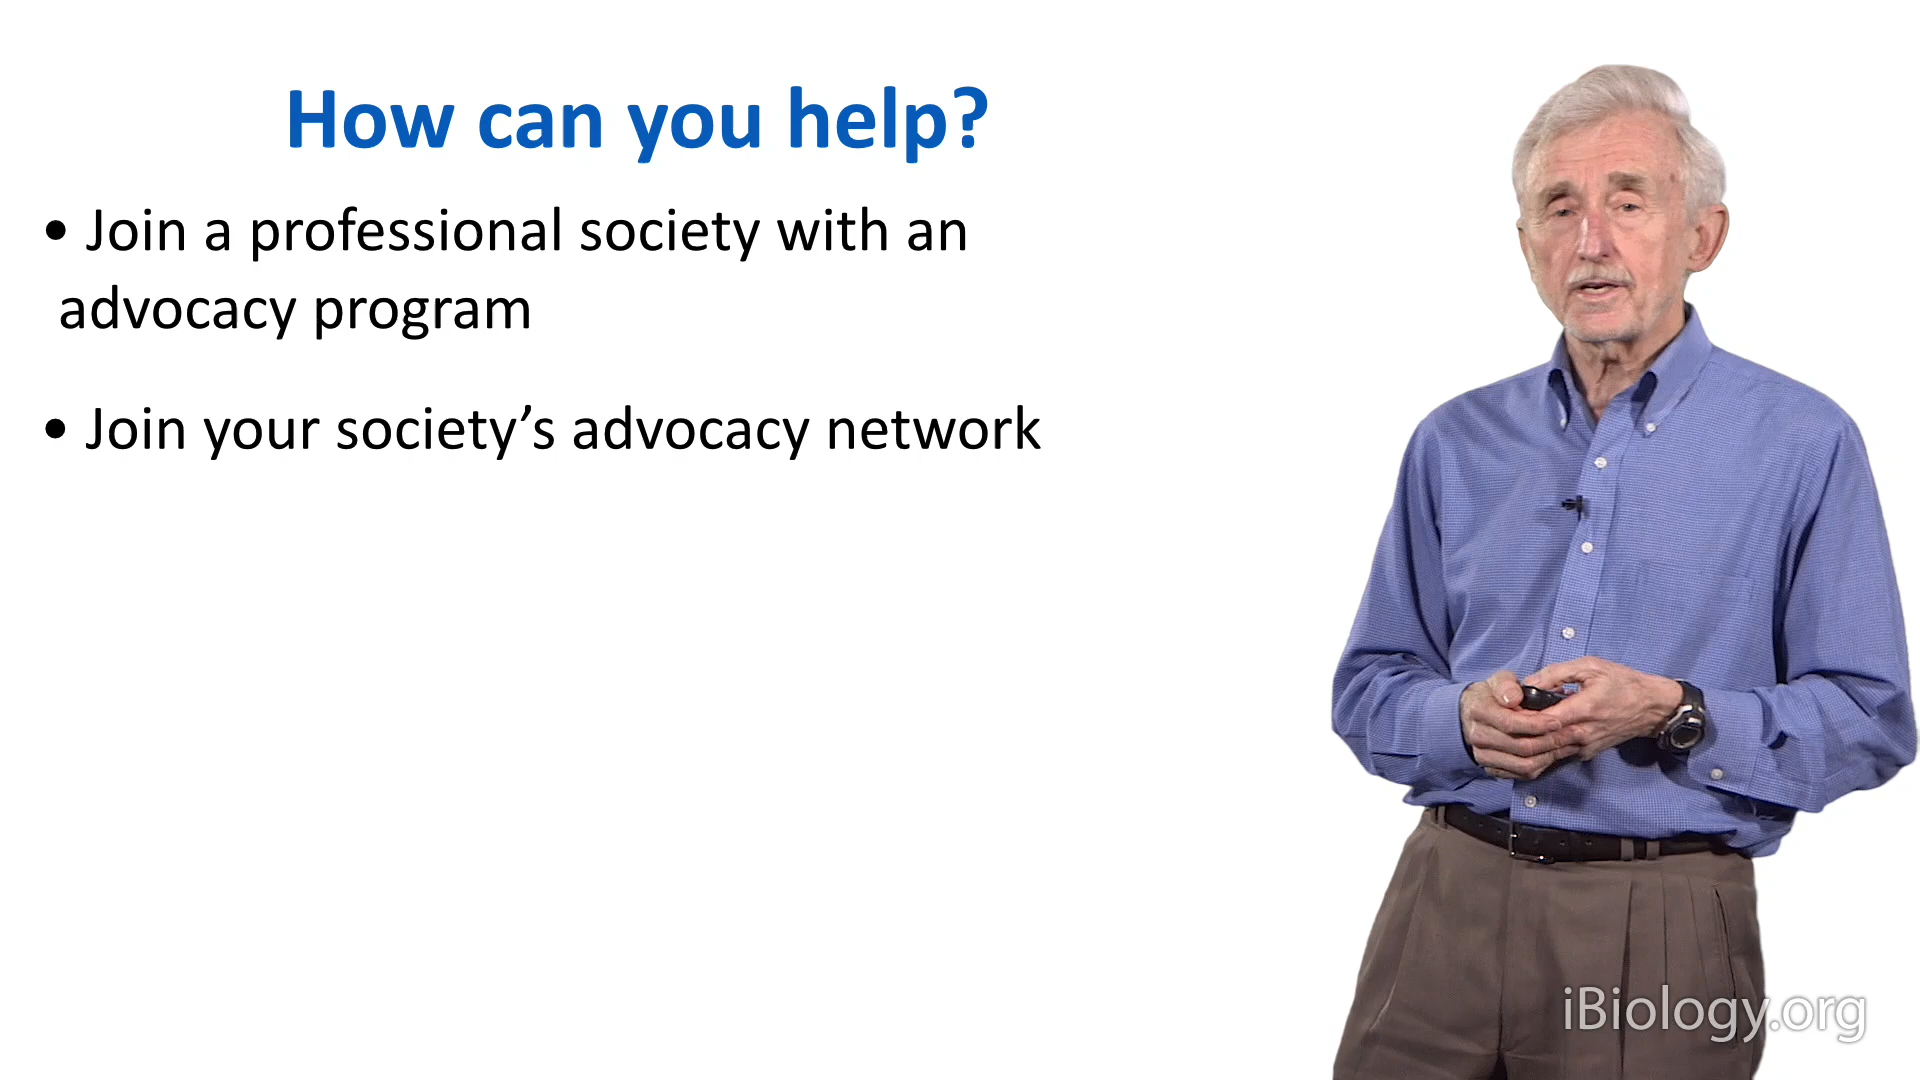 How can you help?
• Join a professional society with an
advocacy program
• Join your society’s advocacy network
iBiology.org